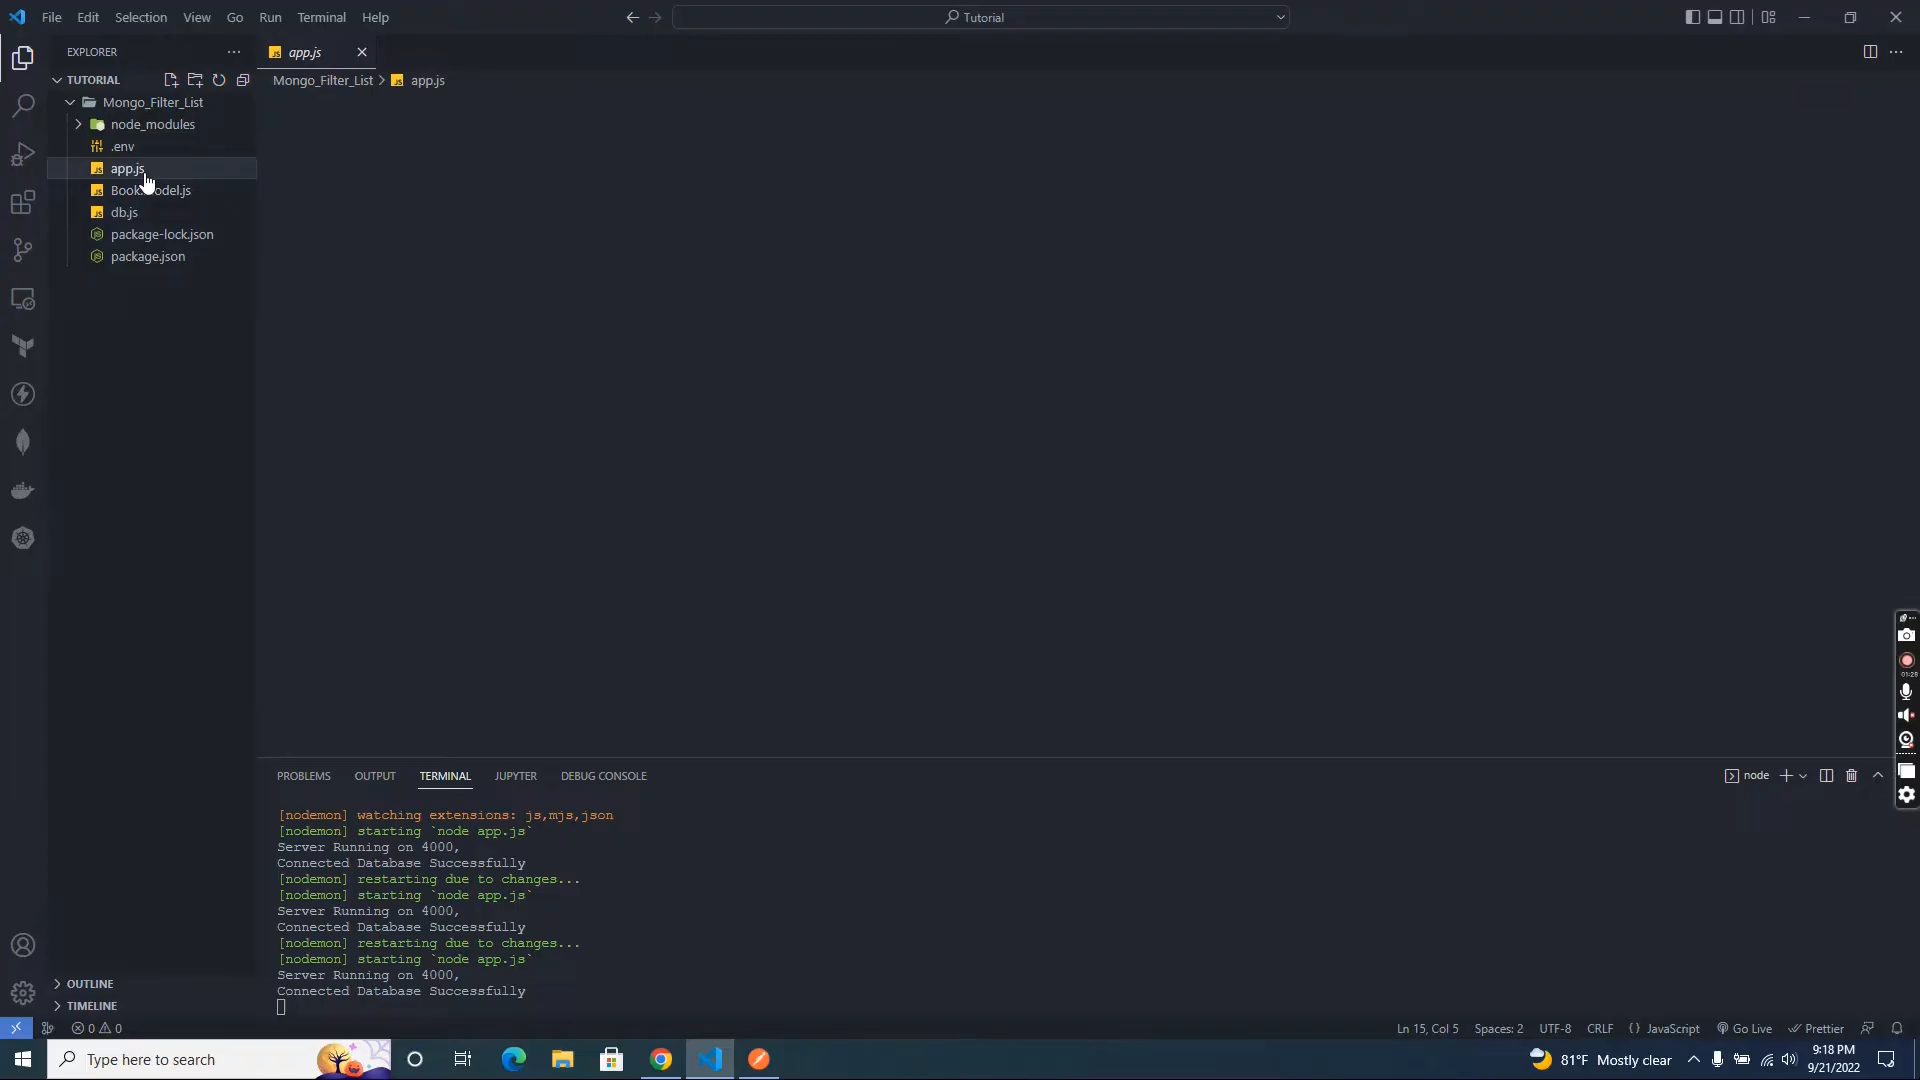 File Edit Selection View Go Run Terminal Help
Tutorial
EXPLORER
app.js
TUTORIAL
Mongo_Filter_List > app.js
Mongo_Filter_List
node_modules
.env
app.js
db.js
package-lock.json
package.json
PROBLEMS OUTPUT TERMINAL JUPYTER DEBUG CONSOLE
node
[nodemon] watching extensions: js,mjs,json
[nodemon] starting `node app.js`
Server Running on 4000,
Connected Database Successfully
[nodemon] restarting due to changes...
[nodemon] starting `node app.js`
Server Running on 4000,
Connected Database Successfully
[nodemon] restarting due to changes...
[nodemon] starting `node app.js`
Server Running on 4000,
Connected Database Successfully
OUTLINE
TIMELINE
0 0
Ln 15, Col 5 Spaces: 2 UTF-8 CRLF {} JavaScript Go Live Prettier
Type here to search
81°F Mostly clear
9:18 PM
9/21/2022
01:28